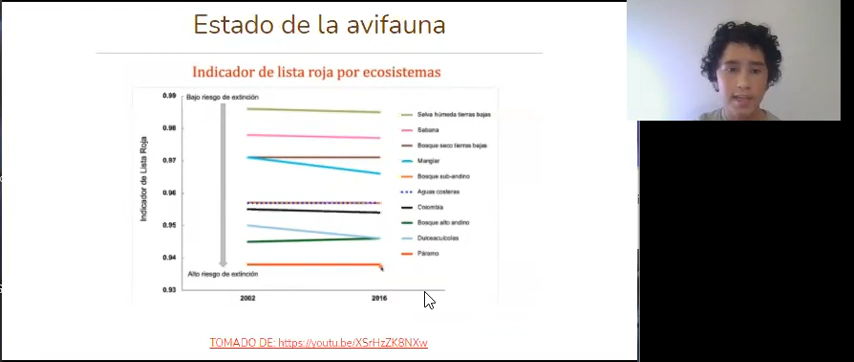 Estado de la avifauna
Indicador de lista roja por ecosistemas
0.99
0.98
0.97
0.96
0.95
0.94
0.93
Indicador de Lista Roja
Bajo riesgo de extinción
Alto riesgo de extinción
2002
2016
Selva húmeda tierras bajas
Sabana
Bosque seco tierras bajas
Manglar
Bosque sub-andino
Aguas costeras
Colombia
Bosque alto andino
Dulceacuícolas
Páramo
TOMADO DE: https://youtu.be/XSrHzZK8NXw